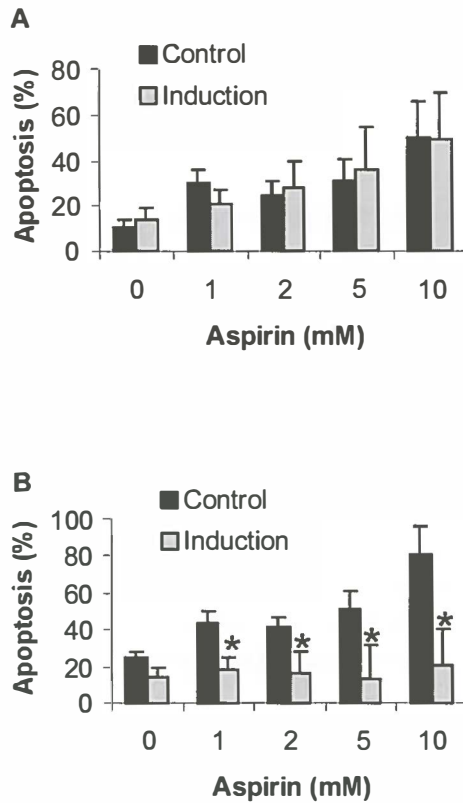 A
Control
Induction
Apoptosis (%)
80
60
40
20
0
0 1 2 5 10
Aspirin (mM)
B
Control
Induction
Apoptosis (%)
100
80
60
40
20
0
* * * *
0 1 2 5 10
Aspirin (mM)